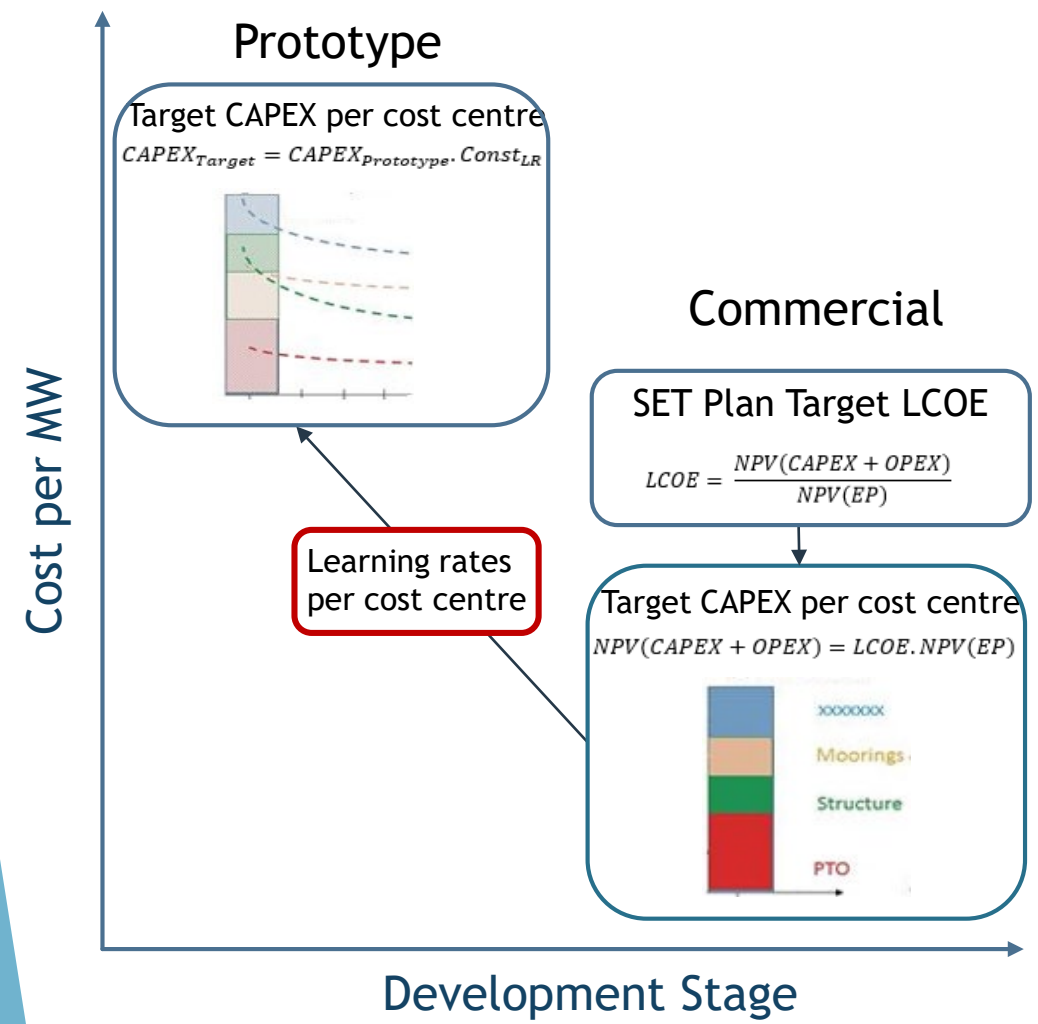 Prototype
Target CAPEX per cost centre
CAPEX_Target = CAPEX_Prototype. Const_LR
Commercial
SET Plan Target LCOE
LCOE = NPV(CAPEX + OPEX) / NPV(EP)
Learning rates
per cost centre
Target CAPEX per cost centre
NPV(CAPEX + OPEX) = LCOE. NPV(EP)
xxxxxxx
Moorings
Structure
PTO
Cost per MW
Development Stage